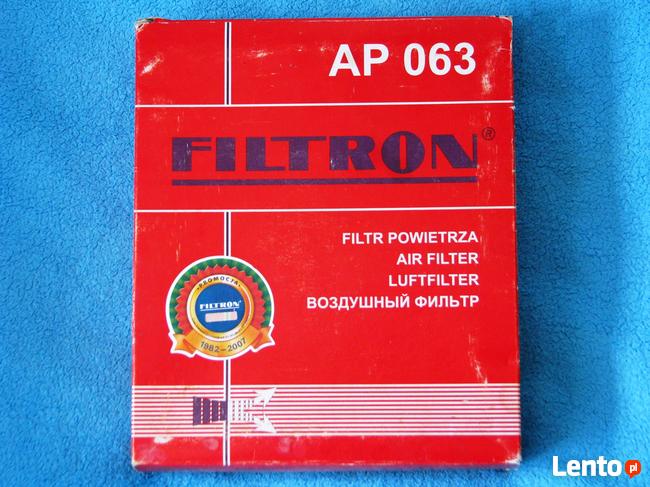 AP 063
FILTRON®
FILTR POWIETRZA
AIR FILTER
LUFTFILTER
ВОЗДУШНЫЙ ФИЛЬТР
FILTRON
1982-2007
Lento.pl